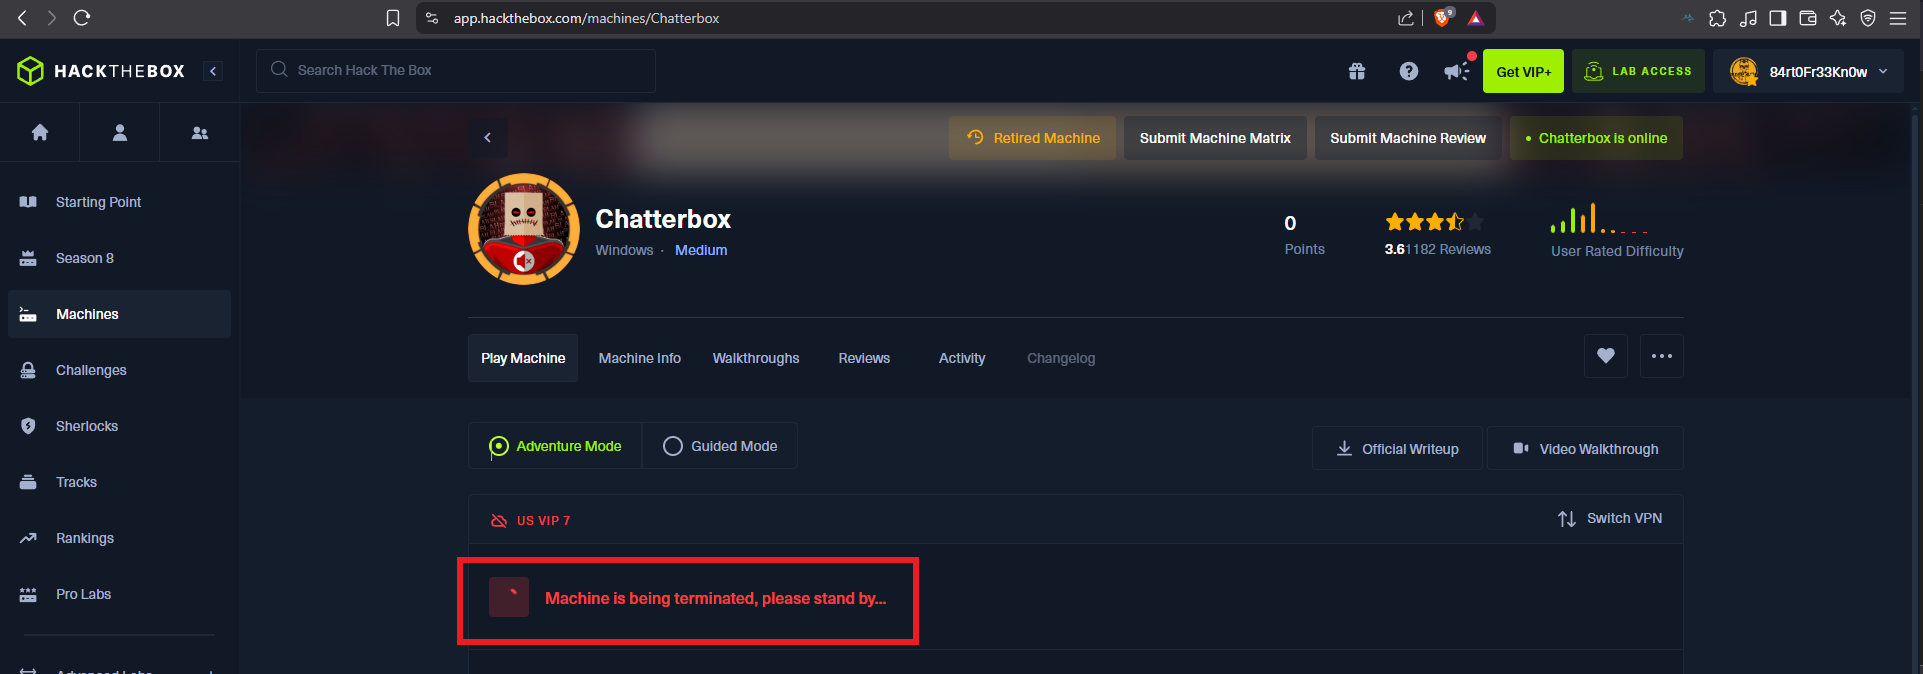 app.hackthebox.com/machines/Chatterbox
9
HACKTHEBOX
Search Hack The Box
Get VIP+
LAB ACCESS
84rt0Fr33Kn0w
Retired Machine
Submit Machine Matrix
Submit Machine Review
Chatterbox is online
Starting Point
Season 8
Machines
Challenges
Sherlocks
Tracks
Rankings
Pro Labs
Chatterbox
Windows · Medium
0
Points
3.6 1182 Reviews
User Rated Difficulty
Play Machine
Machine Info
Walkthroughs
Reviews
Activity
Changelog
Adventure Mode
Guided Mode
Official Writeup
Video Walkthrough
US VIP 7
Switch VPN
Machine is being terminated, please stand by...